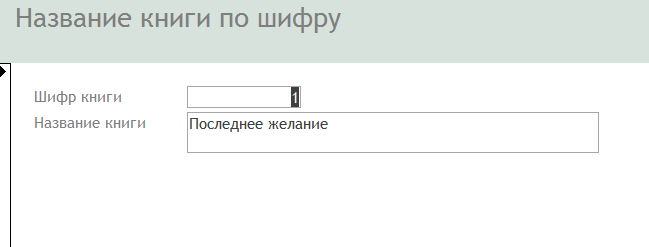 Название книги по шифру
Шифр книги 1
Название книги Последнее желание